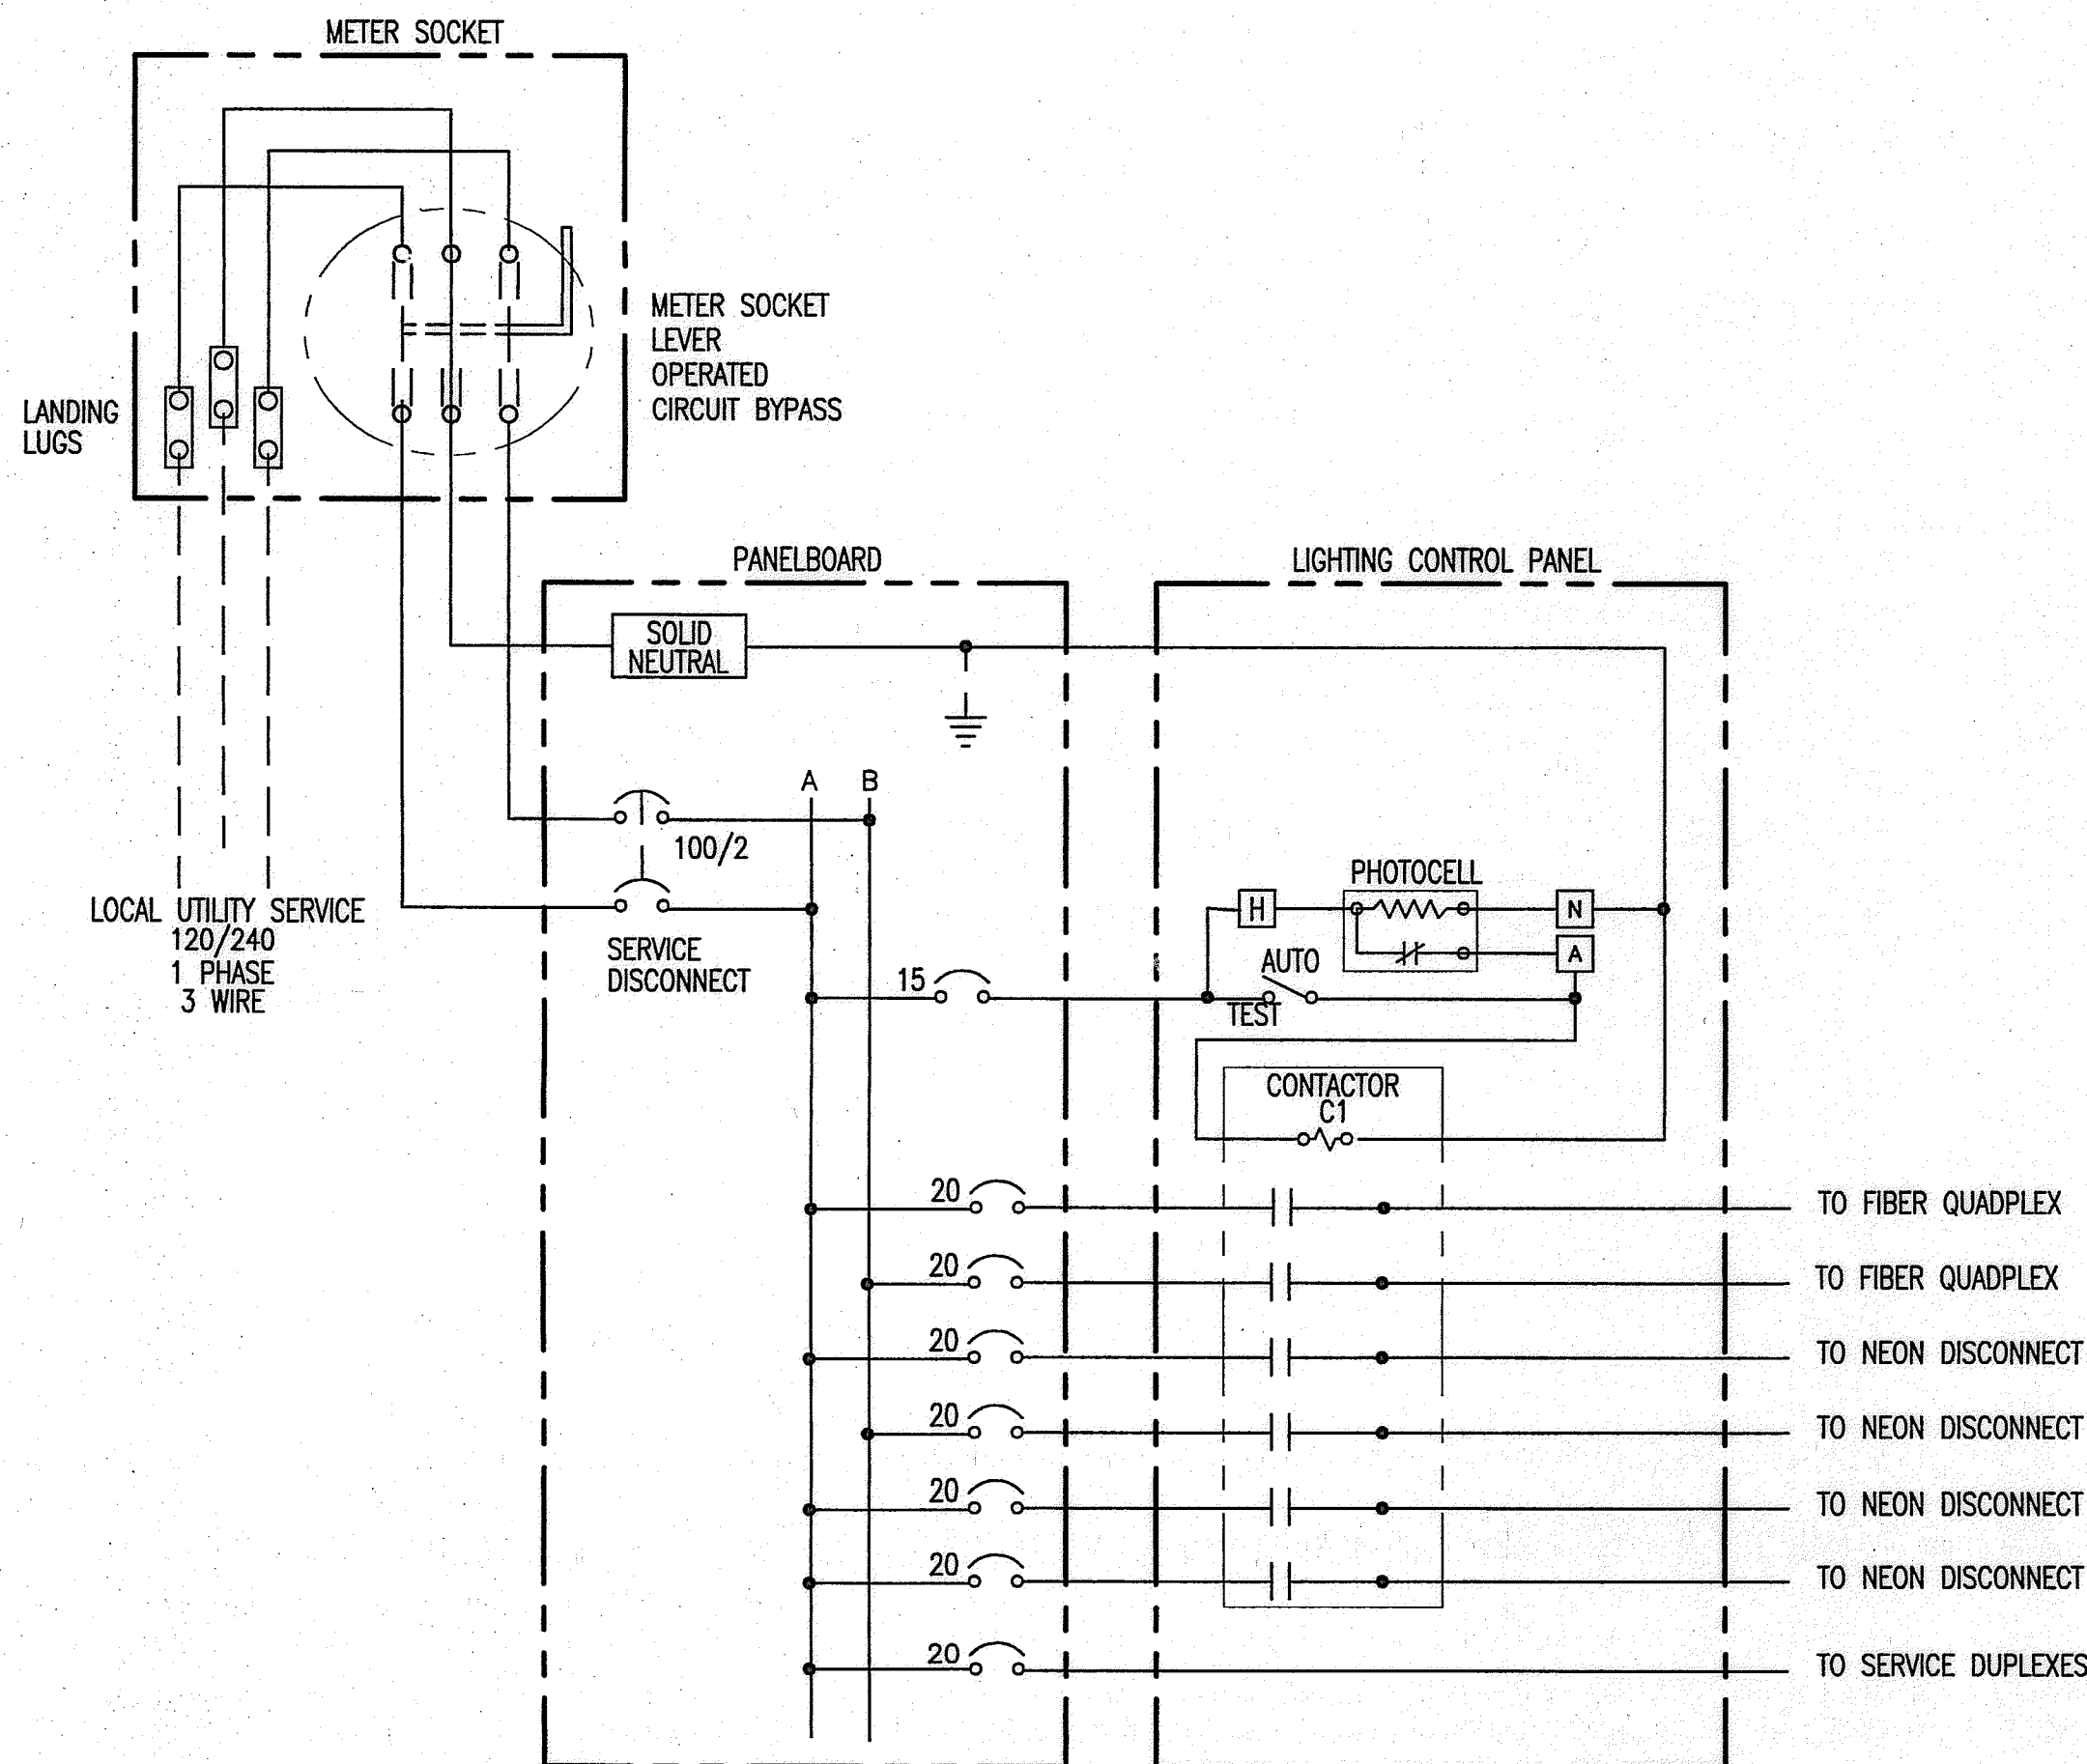 METER SOCKET
METER SOCKET
LEVER
OPERATED
CIRCUIT BYPASS
LANDING
LUGS
PANELBOARD
LIGHTING CONTROL PANEL
SOLID
NEUTRAL
A B
100/2
PHOTOCELL
LOCAL UTILITY SERVICE
120/240
1 PHASE
3 WIRE
SERVICE
DISCONNECT
H
N
A
AUTO
15
TEST
CONTACTOR
C1
20
TO FIBER QUADPLEX
20
TO FIBER QUADPLEX
20
TO NEON DISCONNECT
20
TO NEON DISCONNECT
20
TO NEON DISCONNECT
20
TO NEON DISCONNECT
20
TO SERVICE DUPLEXES